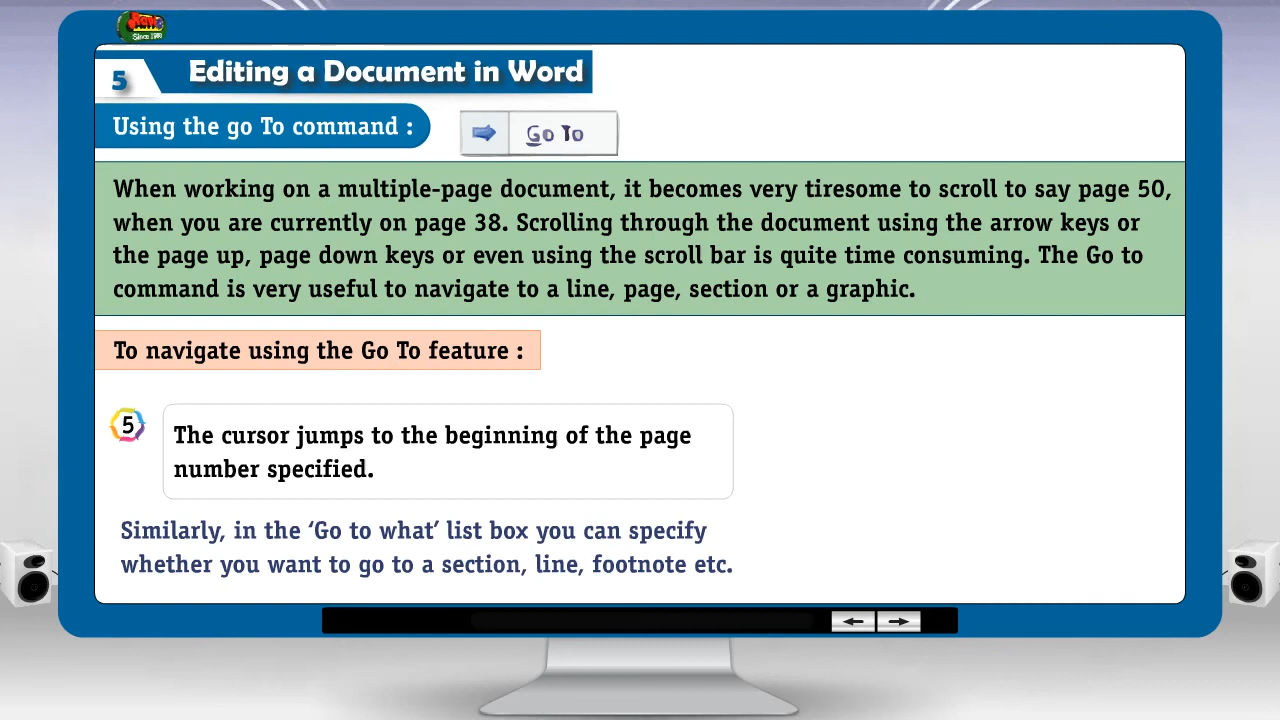 Since 1980
5
Editing a Document in Word
Using the go To command :
Go To
When working on a multiple-page document, it becomes very tiresome to scroll to say page 50,
when you are currently on page 38. Scrolling through the document using the arrow keys or
the page up, page down keys or even using the scroll bar is quite time consuming. The Go to
command is very useful to navigate to a line, page, section or a graphic.
To navigate using the Go To feature :
5
The cursor jumps to the beginning of the page
number specified.
Similarly, in the ‘Go to what’ list box you can specify
whether you want to go to a section, line, footnote etc.